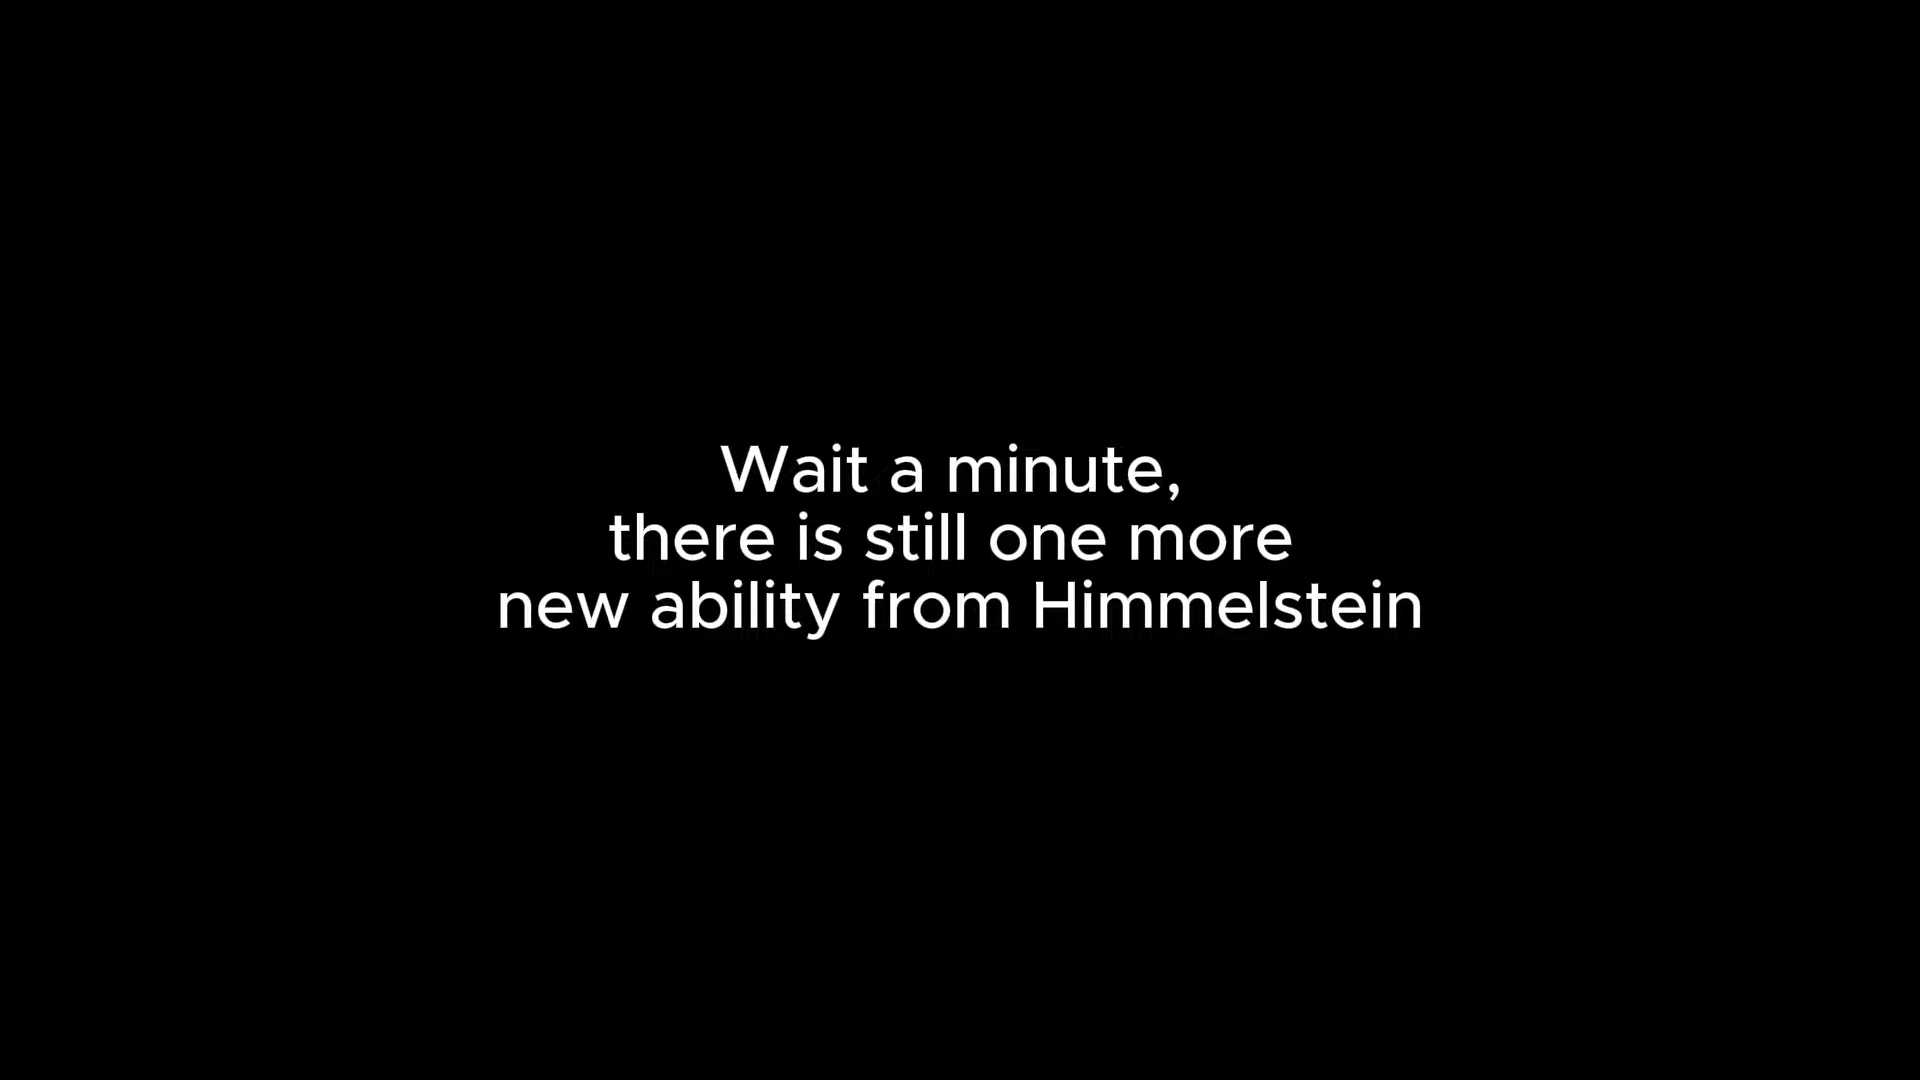 Wait a minute,
there is still one more
new ability from Himmelstein